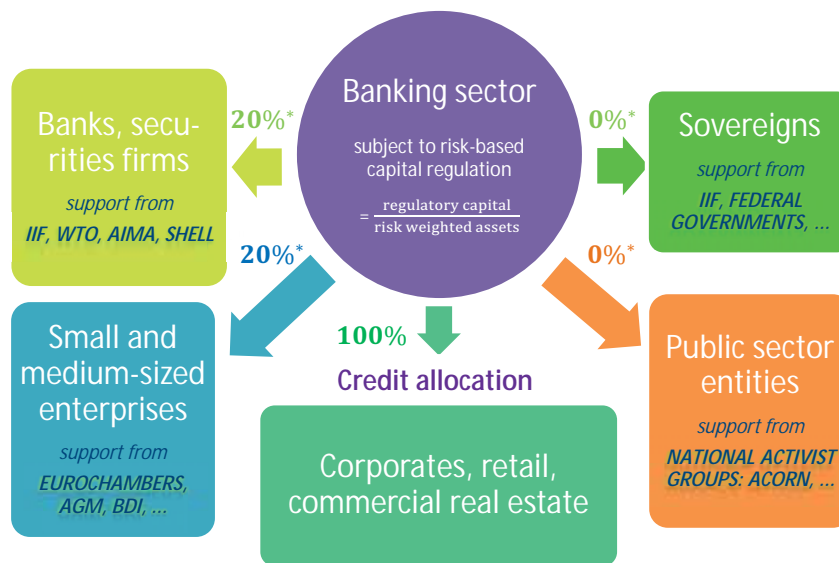 Banking sector
subject to risk-based
capital regulation
= regulatory capital
risk weighted assets
20%*
Banks, secu-
rities firms
support from
IIF, WTO, AIMA, SHELL
0%*
Sovereigns
support from
IIF, FEDERAL
GOVERNMENTS, ...
20%*
Small and
medium-sized
enterprises
support from
EUROCHAMBERS,
AGM, BDI, ...
100%
Credit allocation
Corporates, retail,
commercial real estate
0%*
Public sector
entities
support from
NATIONAL ACTIVIST
GROUPS: ACORN, ...